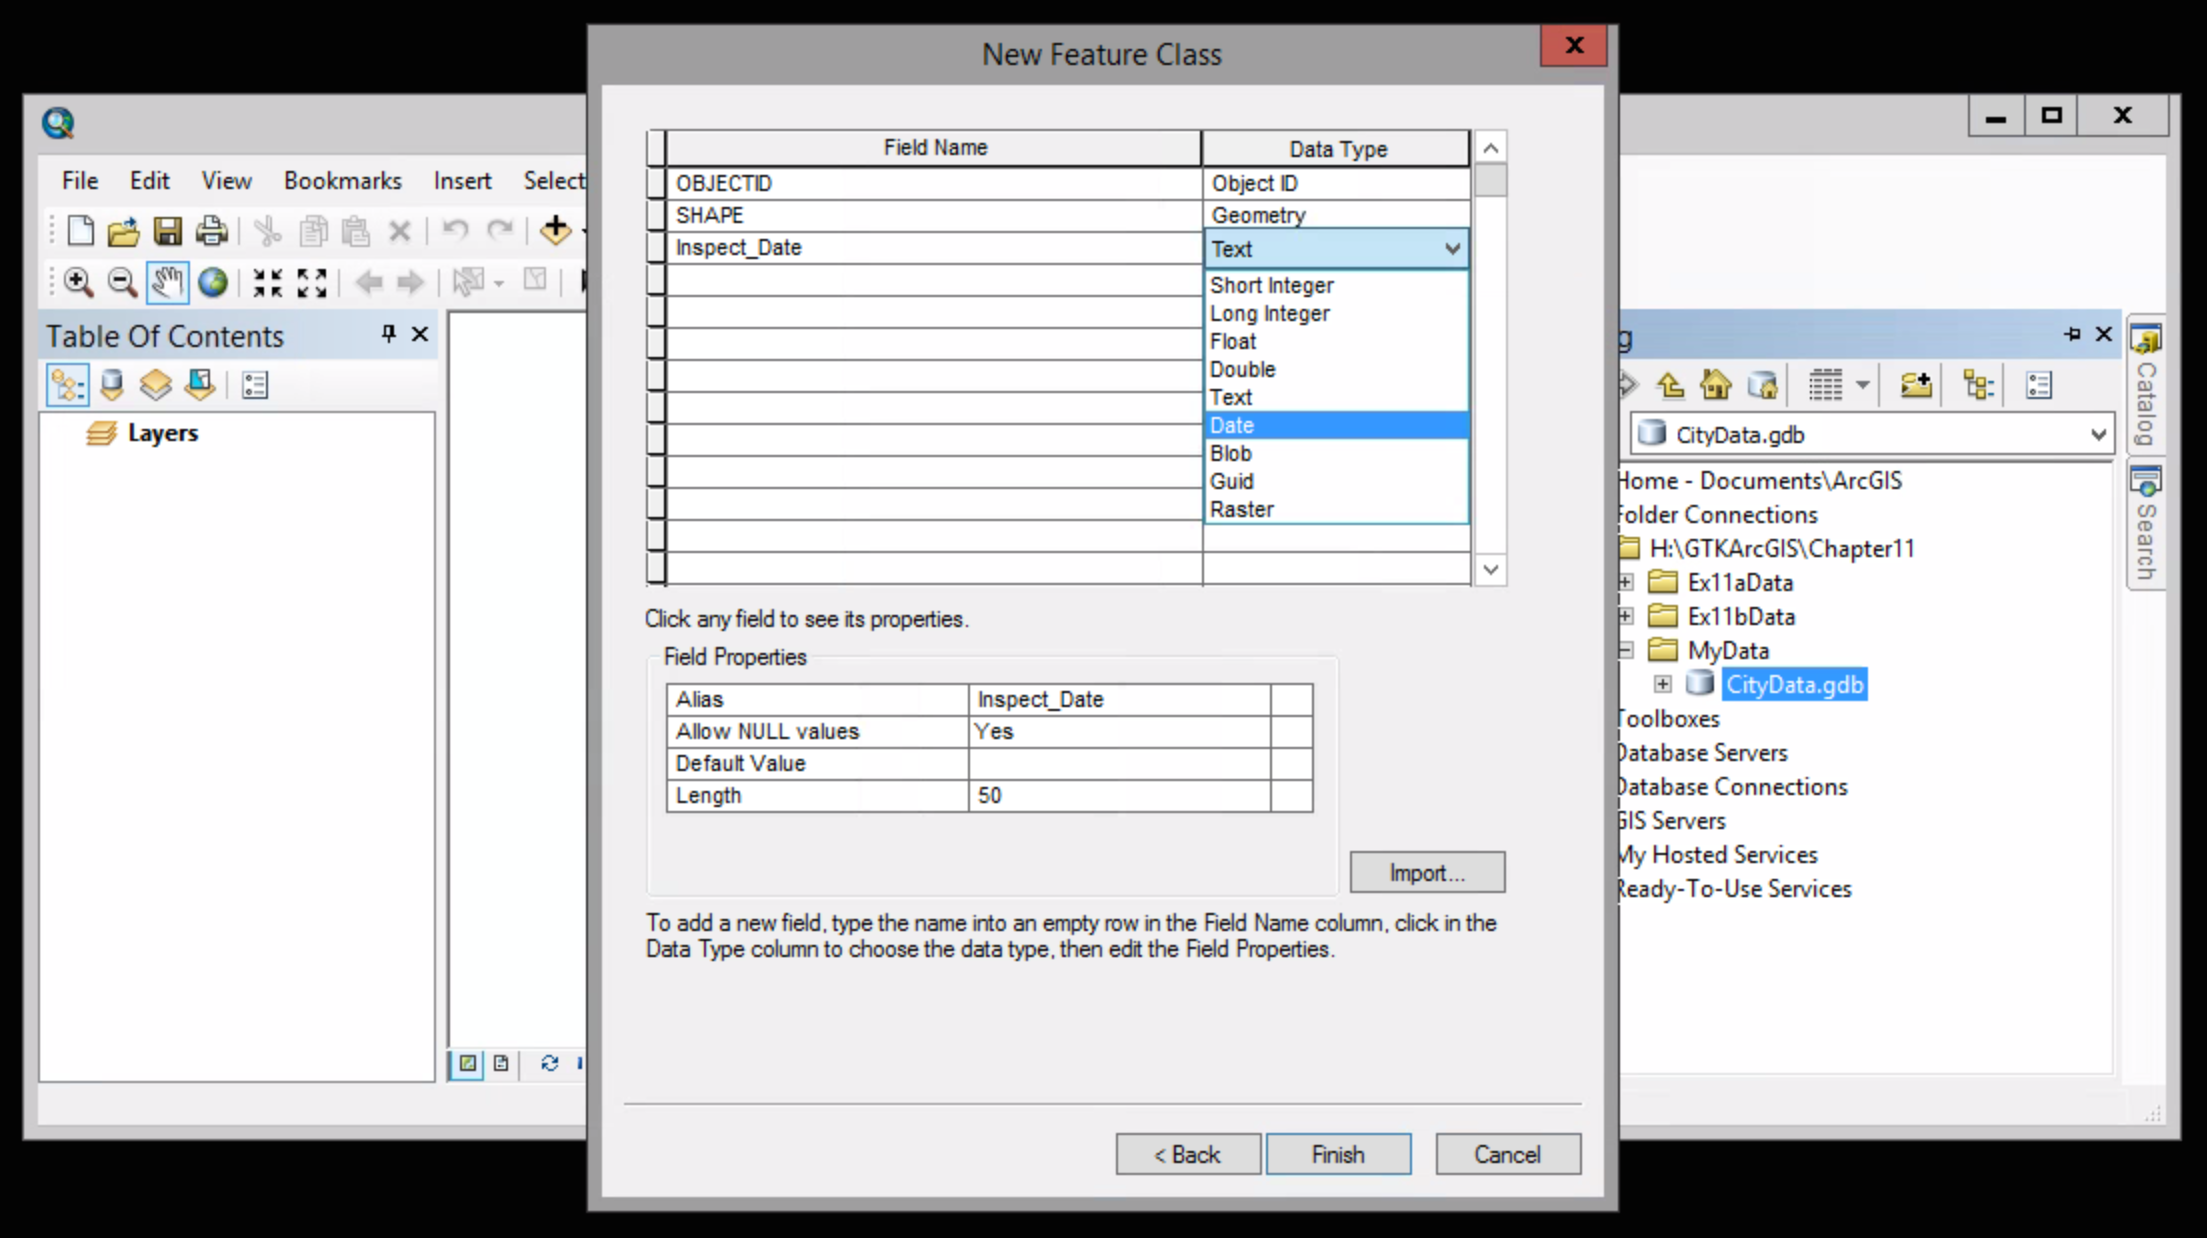 New Feature Class
File Edit View Bookmarks Insert Select
Table Of Contents
Layers
Field Name Data Type
OBJECTID Object ID
SHAPE Geometry
Inspect_Date Text
Short Integer
Long Integer
Float
Double
Text
Date
Blob
Guid
Raster
Click any field to see its properties.
Field Properties
Alias Inspect_Date
Allow NULL values Yes
Default Value
Length 50
Import...
To add a new field, type the name into an empty row in the Field Name column, click in the
Data Type column to choose the data type, then edit the Field Properties.
< Back Finish Cancel
g
CityData.gdb
Home - Documents\ArcGIS
Folder Connections
H:\GTKArcGIS\Chapter11
Ex11aData
Ex11bData
MyData
CityData.gdb
Toolboxes
Database Servers
Database Connections
GIS Servers
My Hosted Services
Ready-To-Use Services
Catalog
Search